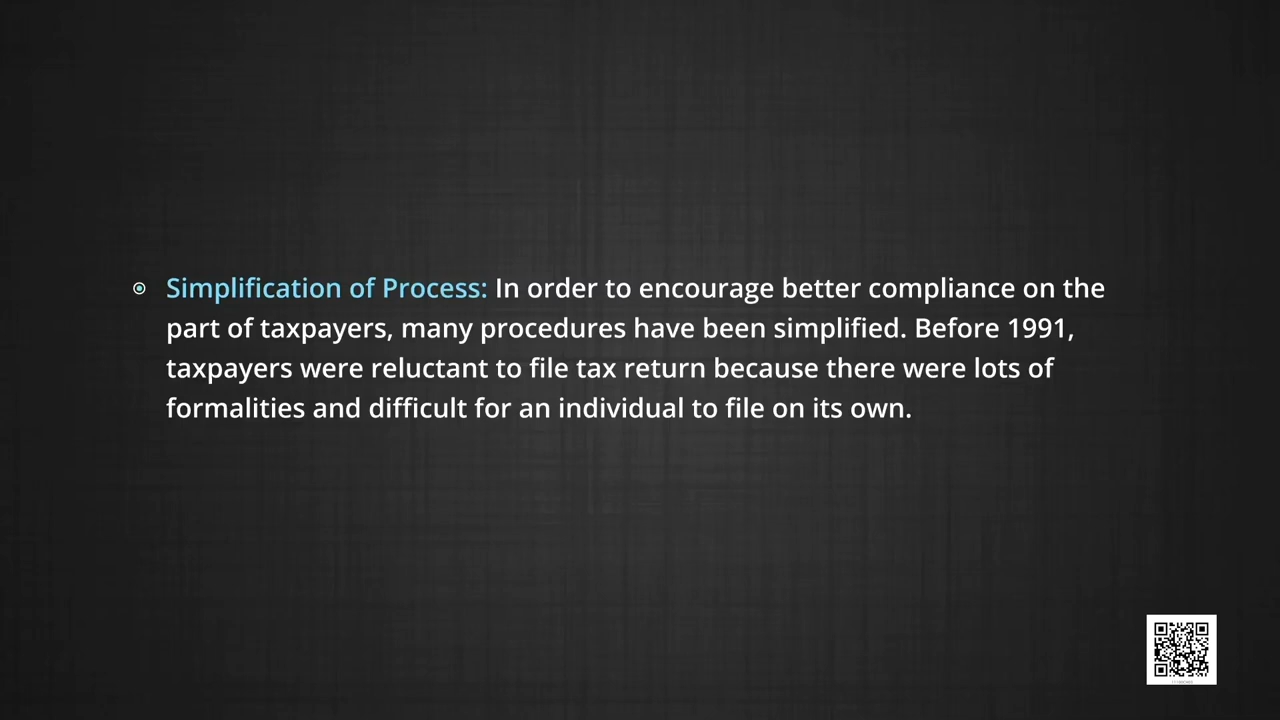 Simplification of Process: In order to encourage better compliance on the
part of taxpayers, many procedures have been simplified. Before 1991,
taxpayers were reluctant to file tax return because there were lots of
formalities and difficult for an individual to file on its own.